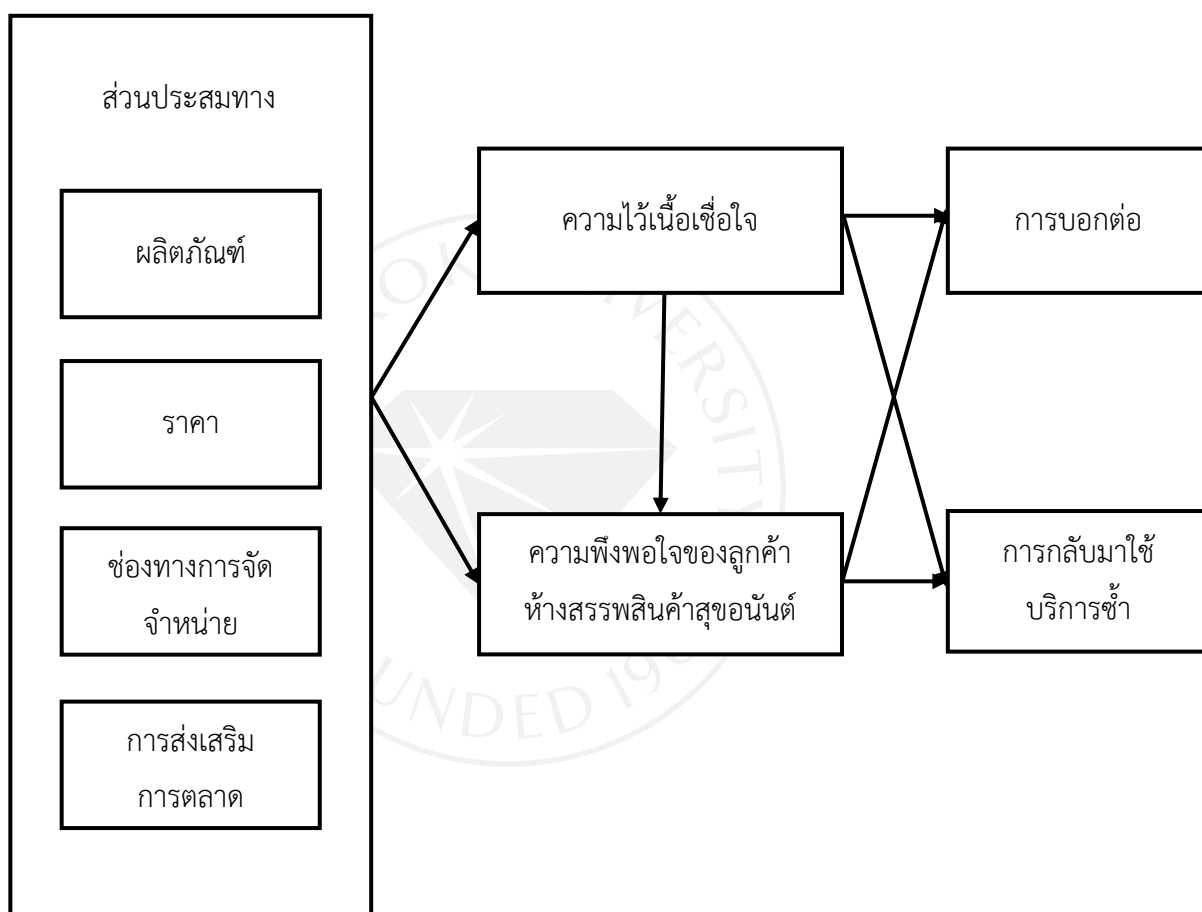 ส่วนประสมทาง
ผลิตภัณฑ์
ราคา
ช่องทางการจัด
จำหน่าย
การส่งเสริม
การตลาด
ความไว้เนื้อเชื่อใจ
ความพึงพอใจของลูกค้า
ห้างสรรพสินค้าสุขอนันต์
การบอกต่อ
การกลับมาใช้
บริการซ้ำ